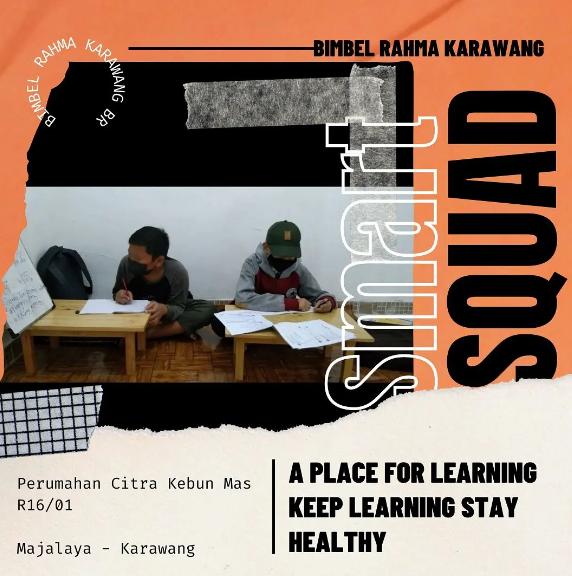 BIMBEL RAHMA KARAWANG BR
BIMBEL RAHMA KARAWANG
Smart
SQUAD
Perumahan Citra Kebun Mas
R16/01
Majalaya - Karawang
A PLACE FOR LEARNING
KEEP LEARNING STAY
HEALTHY